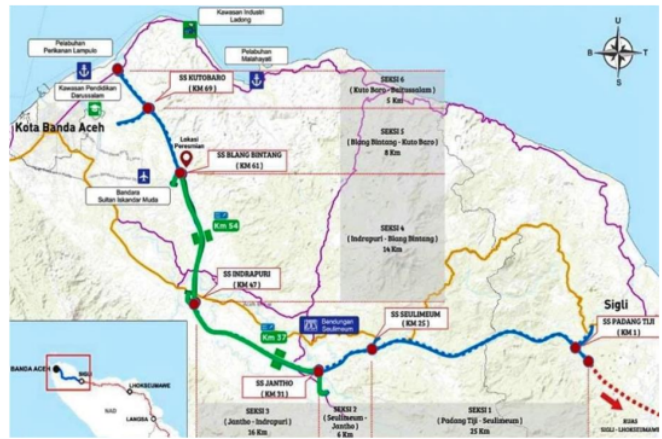 Kawasan Industri
Ladong
Pelabuhan
Perikanan Lampulo
Pelabuhan
Malahayati
Kawasan Pendidikan
Darussalam
Kota Banda Aceh
SS KUTOBARO
( KM 69 )
SEKSI 6
( Kuto Baro - Baitussalam )
5 Km
U
B
T
S
Lokasi
Peresmian
SS BLANG BINTANG
( KM 61 )
SEKSI 5
( Blang Bintang - Kuto Baro )
8 Km
Bandara
Sultan Iskandar Muda
Km 54
SEKSI 4
( Indrapuri - Blang Bintang )
14 Km
SS INDRAPURI
( KM 47 )
Km 37
Bendungan
Seulimeum
SS SEULIMEUM
( KM 25 )
Sigli
SS PADANG TIJI
( KM 1 )
SS JANTHO
( KM 31 )
BANDA ACEH
SIGLI
LHOKSEUMAWE
NAD
LANGSA
SEKSI 3
( Jantho - Indrapuri )
16 Km
SEKSI 2
( Seulimeum -
Jantho )
6 Km
SEKSI 1
( Padang Tiji - Seulimeum )
25 Km
RUAS
SIGLI - LHOKSEUMAWE